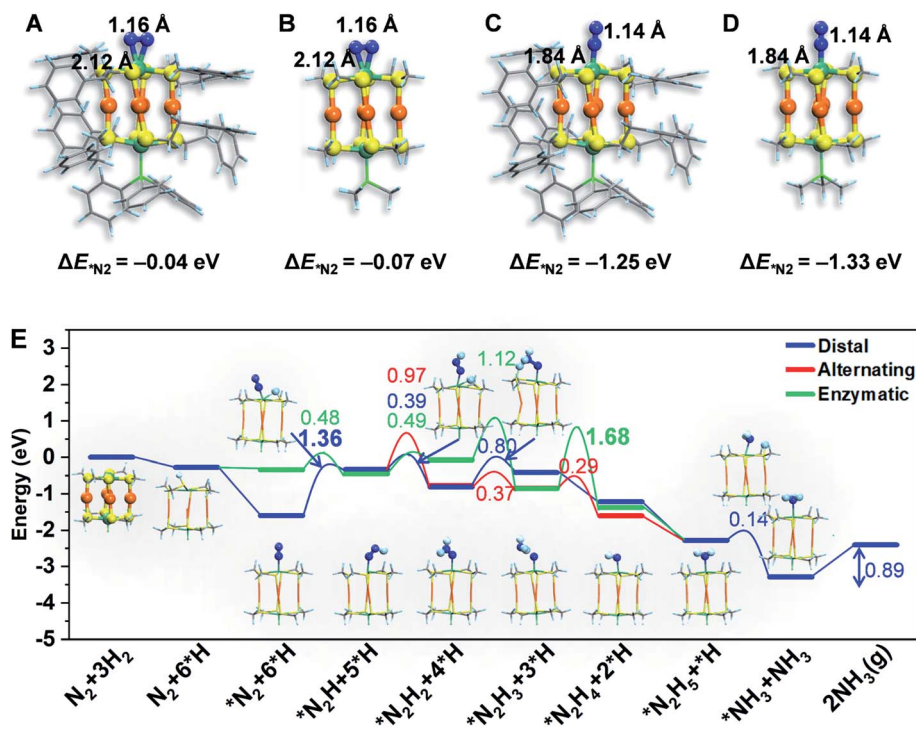 A
1.16 Å
2.12 Å
ΔE*N2 = –0.04 eV
B
1.16 Å
2.12 Å
ΔE*N2 = –0.07 eV
C
1.14 Å
1.84 Å
ΔE*N2 = –1.25 eV
D
1.14 Å
1.84 Å
ΔE*N2 = –1.33 eV
E
Energy (eV)
3
2
1
0
-1
-2
-3
-4
-5
Distal
Alternating
Enzymatic
0.48
1.36
0.97
0.39
0.49
1.12
0.80
0.37
1.68
0.29
0.14
0.89
N₂+3H₂
N₂+6*H
*N₂+6*H
*N₂H+5*H
*N₂H₂+4*H
*N₂H₃+3*H
*N₂H₄+2*H
*N₂H₅+*H
*NH₃+NH₃
2NH₃(g)